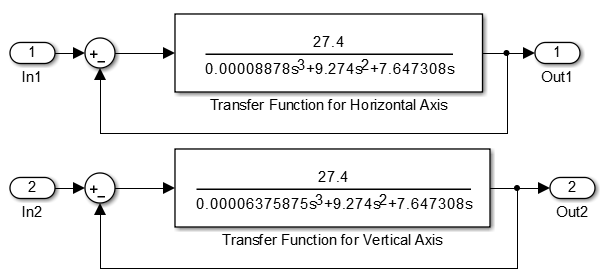 27.4
1
+
−
0.00008878s3+9.274s2+7.647308s
1
In1
Out1
Transfer Function for Horizontal Axis
27.4
2
+
−
0.00006375875s3+9.274s2+7.647308s
2
In2
Out2
Transfer Function for Vertical Axis